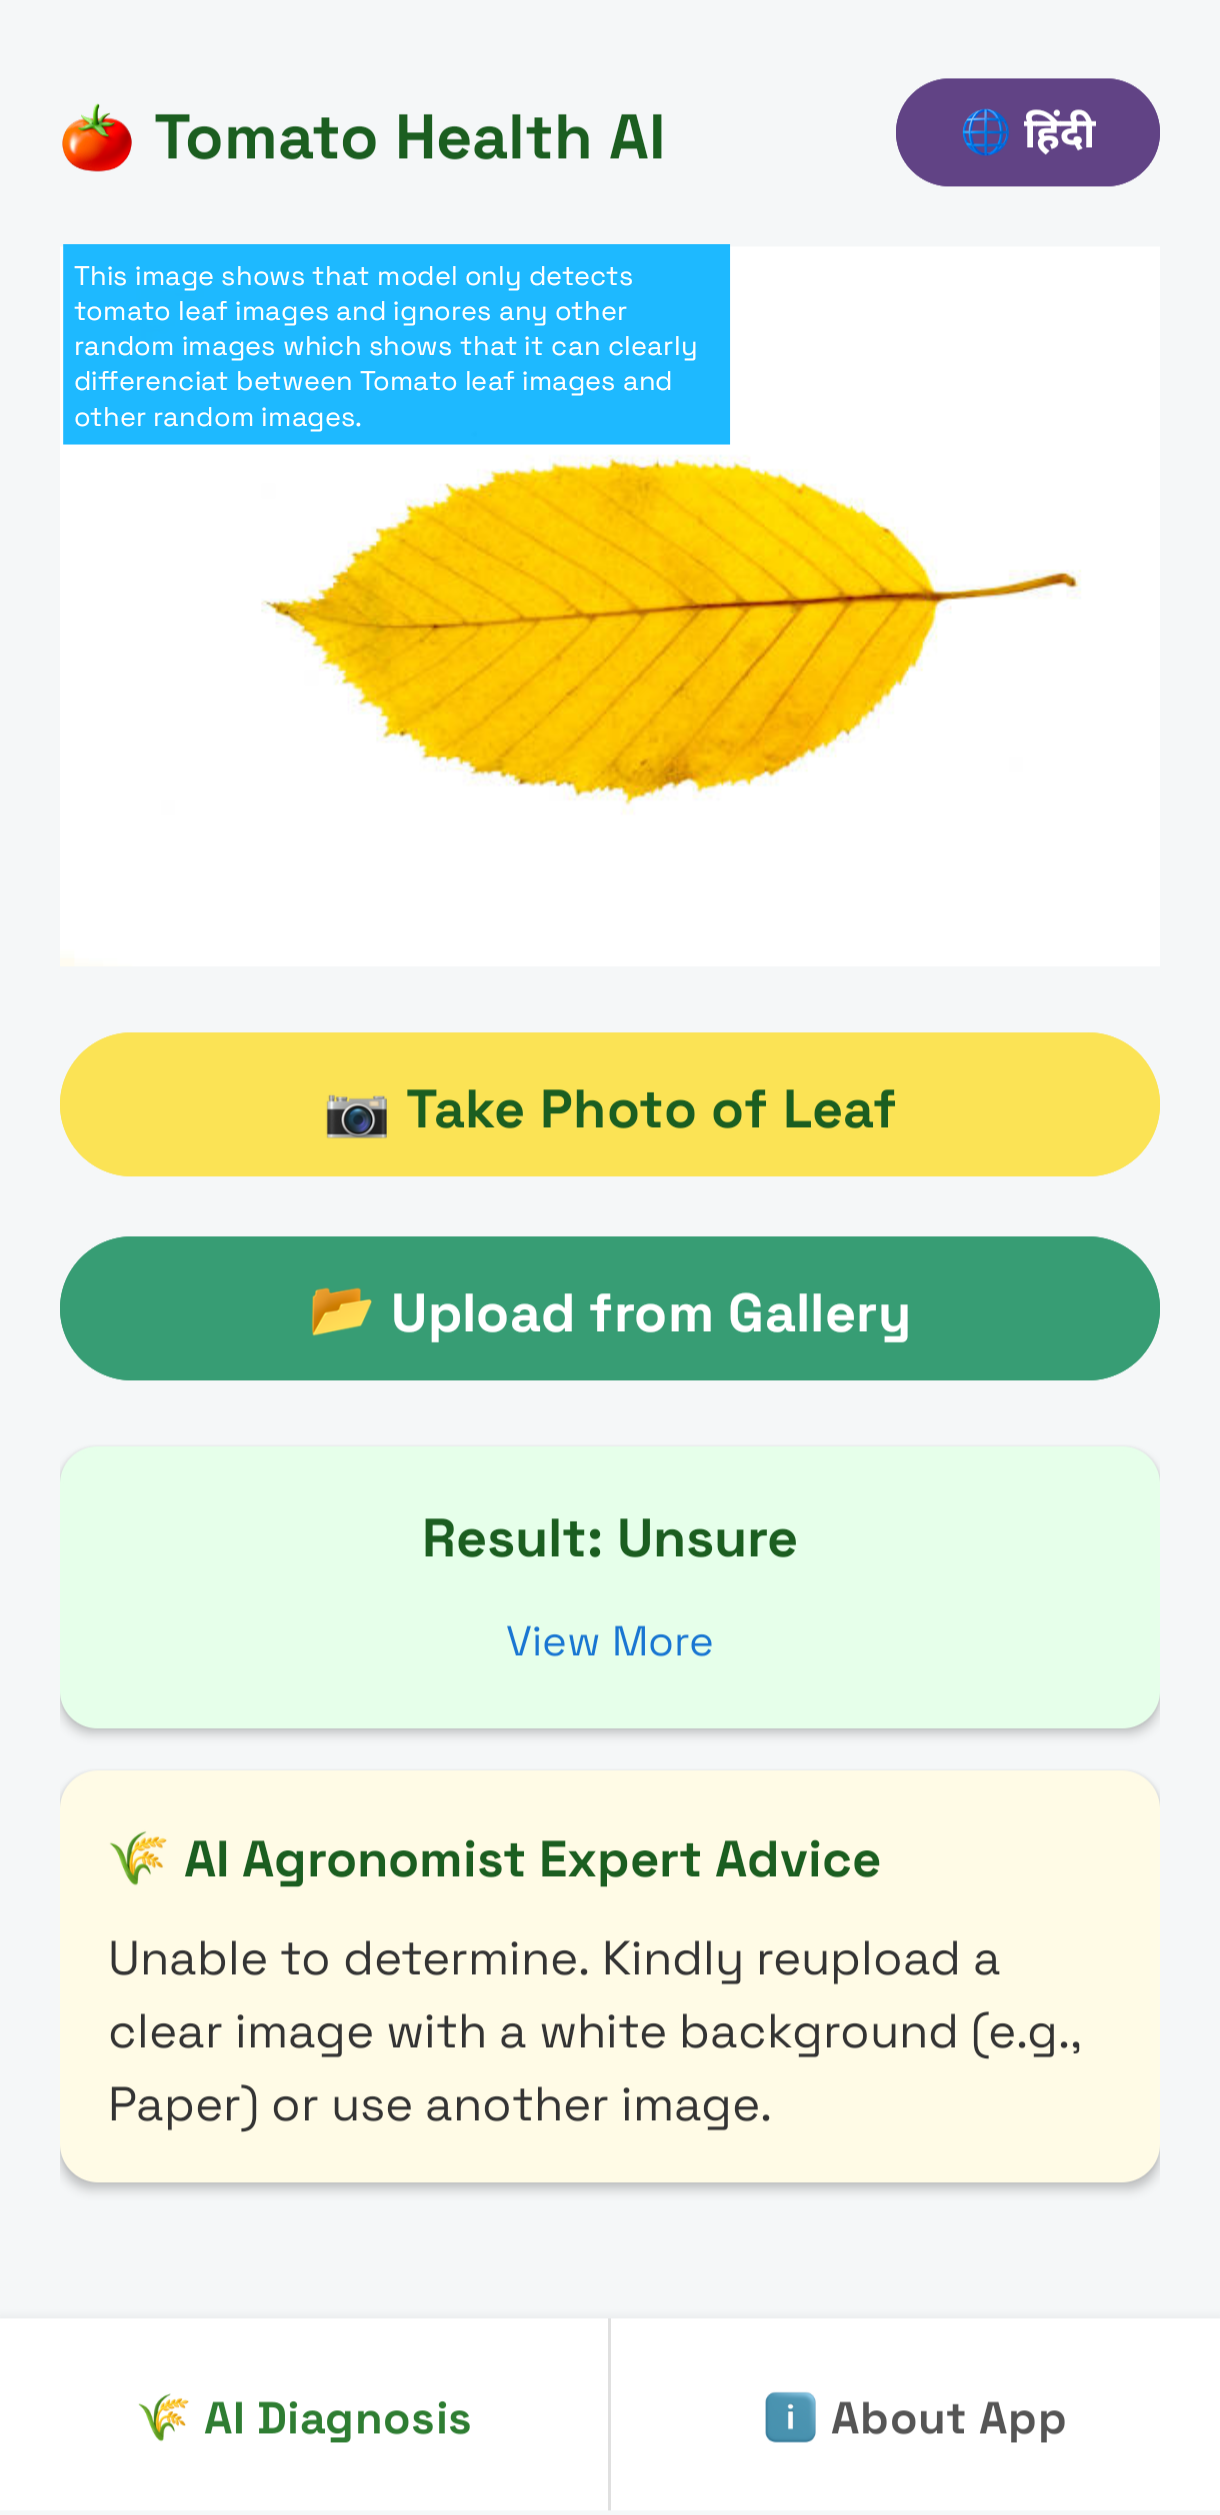 🍅 Tomato Health AI
🌐 हिंदी
This image shows that model only detects
tomato leaf images and ignores any other
random images which shows that it can clearly
differenciat between Tomato leaf images and
other random images.
📷 Take Photo of Leaf
📂 Upload from Gallery
Result: Unsure
View More
🌾 AI Agronomist Expert Advice
Unable to determine. Kindly reupload a
clear image with a white background (e.g.,
Paper) or use another image.
🌾 AI Diagnosis
ℹ️ About App